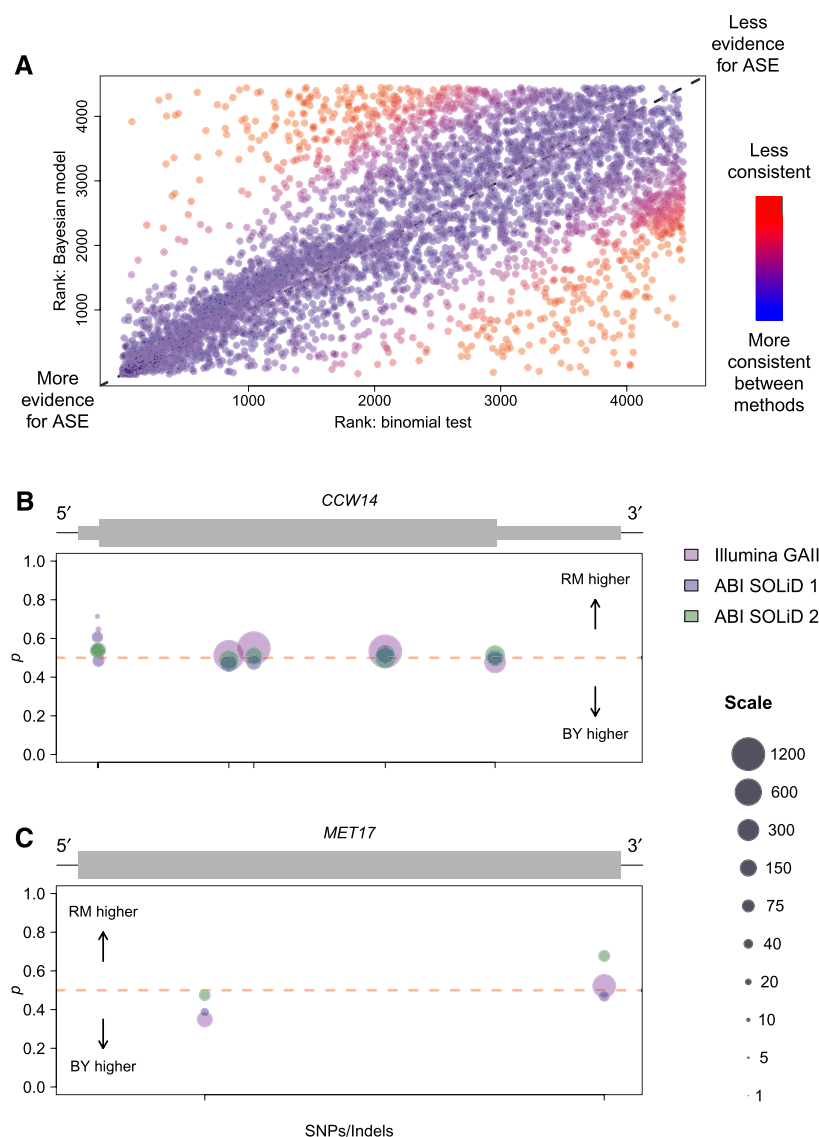 A
Less
evidence
for ASE
Rank: Bayesian model
1000
2000
3000
4000
1000
2000
3000
4000
Rank: binomial test
More
evidence
for ASE
Less
consistent
More
consistent
between
methods
B
CCW14
5′
3′
1.0
0.8
0.6
0.4
0.2
0.0
p
RM higher
BY higher
Illumina GAII
ABI SOLiD 1
ABI SOLiD 2
C
MET17
5′
3′
1.0
0.8
0.6
0.4
0.2
0.0
p
RM higher
BY higher
SNPs/Indels
Scale
1200
600
300
150
75
40
20
10
5
1